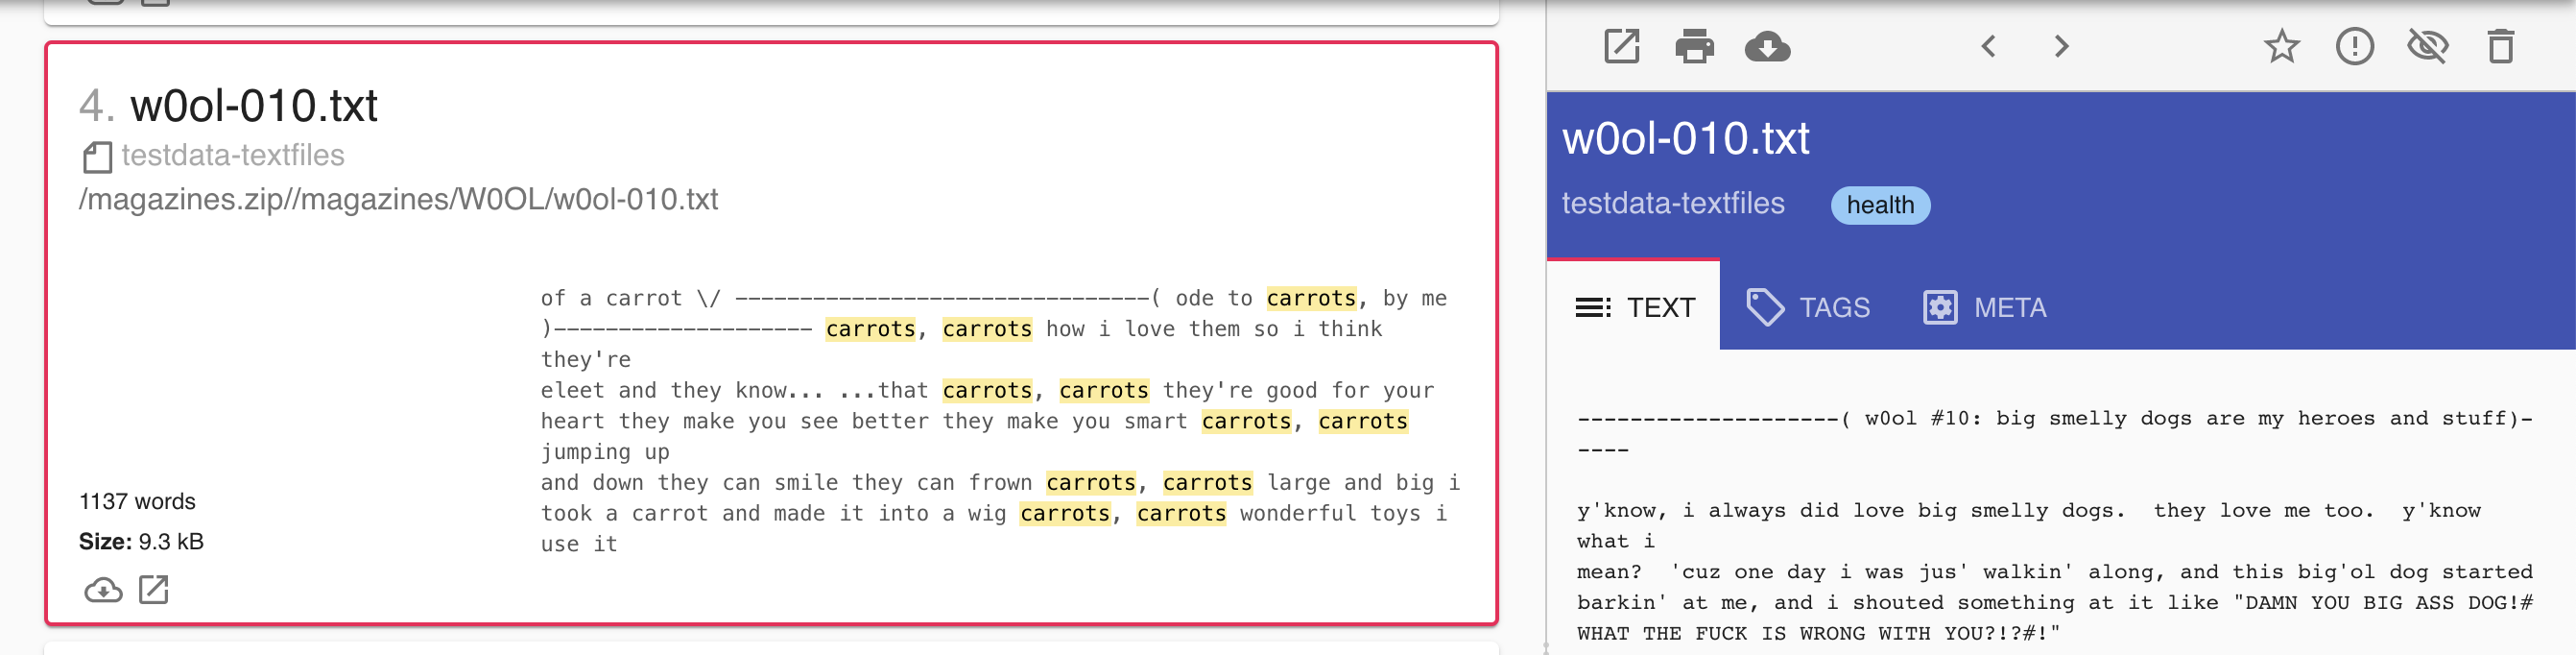 4. w0ol-010.txt
testdata-textfiles
/magazines.zip//magazines/W0OL/w0ol-010.txt
of a carrot \/ --------------------------------( ode to carrots, by me
)-------------------- carrots, carrots how i love them so i think
they're
eleet and they know... ...that carrots, carrots they're good for your
heart they make you see better they make you smart carrots, carrots
jumping up
and down they can smile they can frown carrots, carrots large and big i
took a carrot and made it into a wig carrots, carrots wonderful toys i
use it
1137 words
Size: 9.3 kB
w0ol-010.txt
testdata-textfiles health
TEXT TAGS META
--------------------( w0ol #10: big smelly dogs are my heroes and stuff)-
----
y'know, i always did love big smelly dogs.  they love me too.  y'know
what i
mean?  'cuz one day i was jus' walkin' along, and this big'ol dog started
barkin' at me, and i shouted something at it like "DAMN YOU BIG ASS DOG!#
WHAT THE FUCK IS WRONG WITH YOU?!?#!"